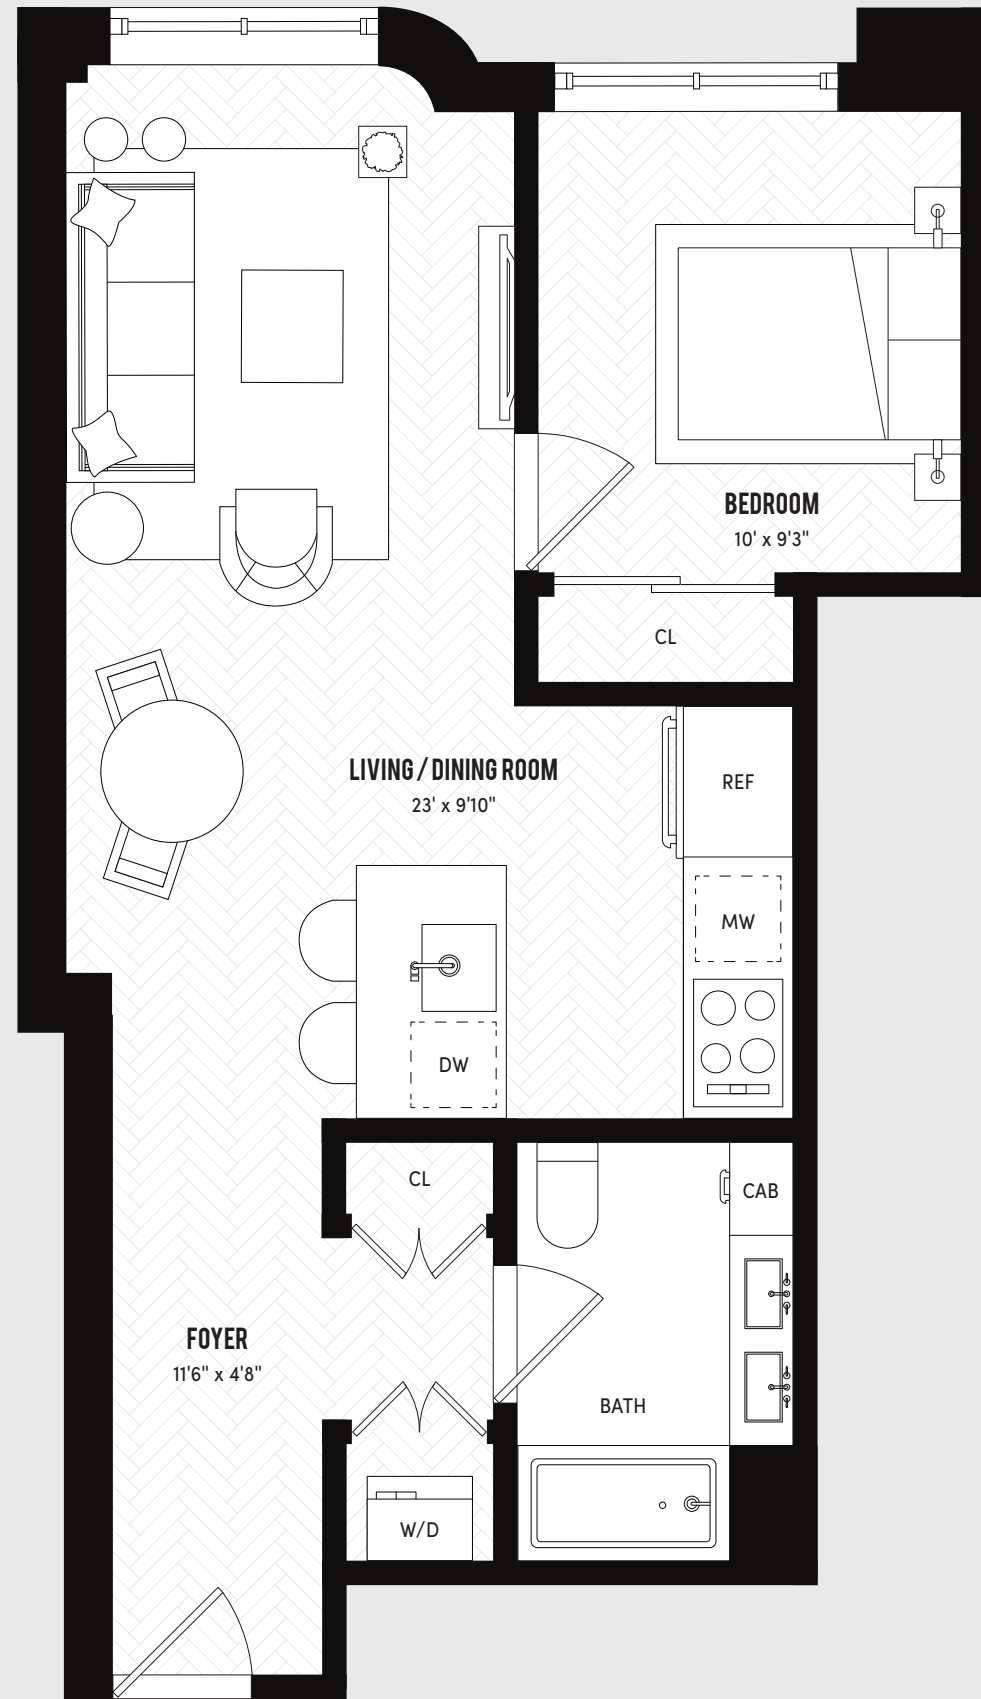 BEDROOM
10' x 9'3"
CL
LIVING / DINING ROOM
23' x 9'10"
REF
MW
DW
CL
CAB
FOYER
11'6" x 4'8"
BATH
W/D